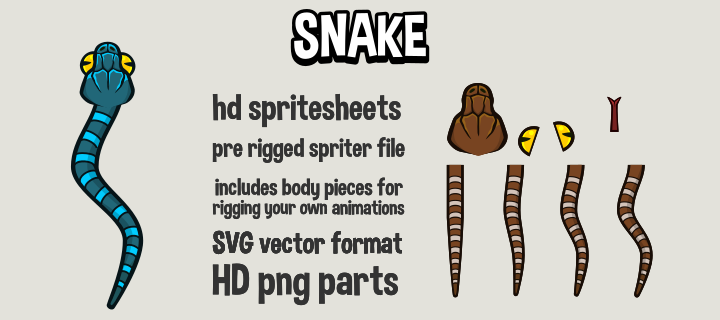 SNAKE
hd spritesheets
pre rigged spriter file
includes body pieces for
rigging your own animations
SVG vector format
HD png parts